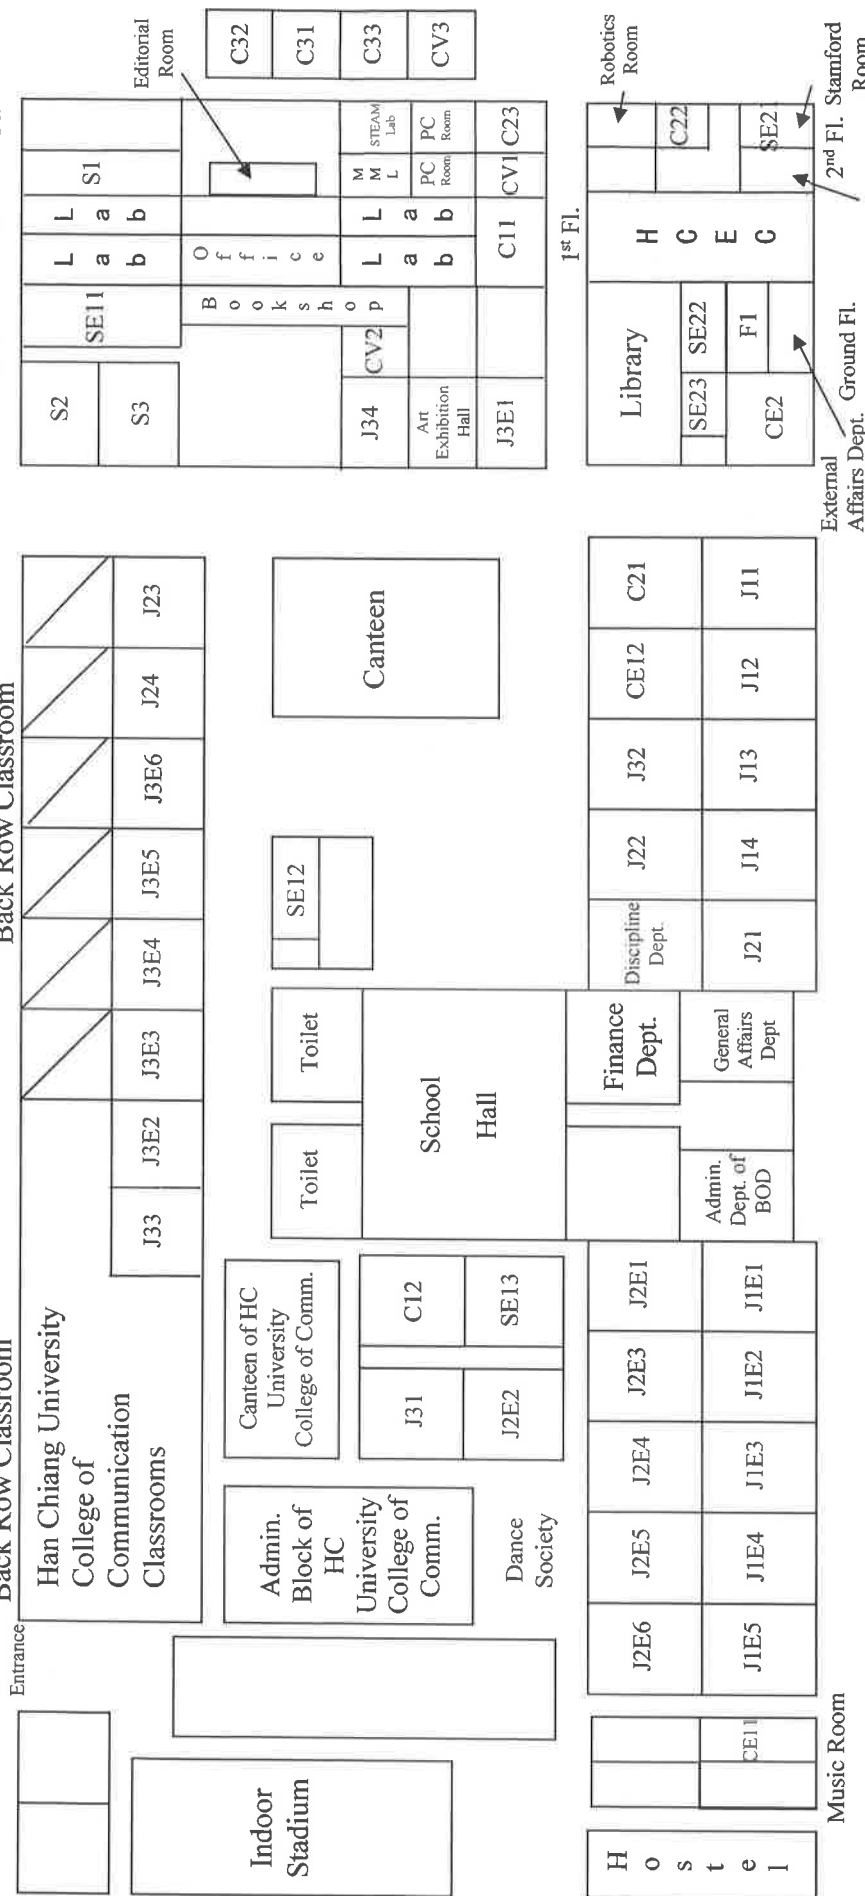 Entrance
Back Row Classroom
Back Row Classroom
Han Chiang University
College of
Communication
Classrooms
J33
J3E2
J3E3
J3E4
J3E5
J3E6
J24
J23
S2
S3
SE11
L a b
L a b
S1
Bookshop
Office
Editorial
Room
C32
C31
C33
CV3
J34
CV2
L a b
L a b
M M L
STEAM
Lab
Art
Exhibition
Hall
PC
Room
PC
Room
J3E1
C11
CV1
C23
Indoor
Stadium
Admin.
Block of
HC
University
College of
Comm.
Canteen of HC
University
College of Comm.
Dance
Society
J31
C12
J2E2
SE13
Toilet
Toilet
School
Hall
SE12
Canteen
Hostel
CE11
Music Room
J2E6
J2E5
J2E4
J2E3
J2E1
J1E5
J1E4
J1E3
J1E2
J1E1
Admin.
Dept. of
BOD
Finance
Dept.
General
Affairs
Dept
Discipline
Dept.
J22
J32
CE12
C21
J21
J14
J13
J12
J11
1st Fl.
Library
SE23
SE22
F1
CE2
H C E C
C22
SE21
Robotics
Room
External
Affairs Dept.
Ground Fl.
2nd Fl.
Stamford
Room